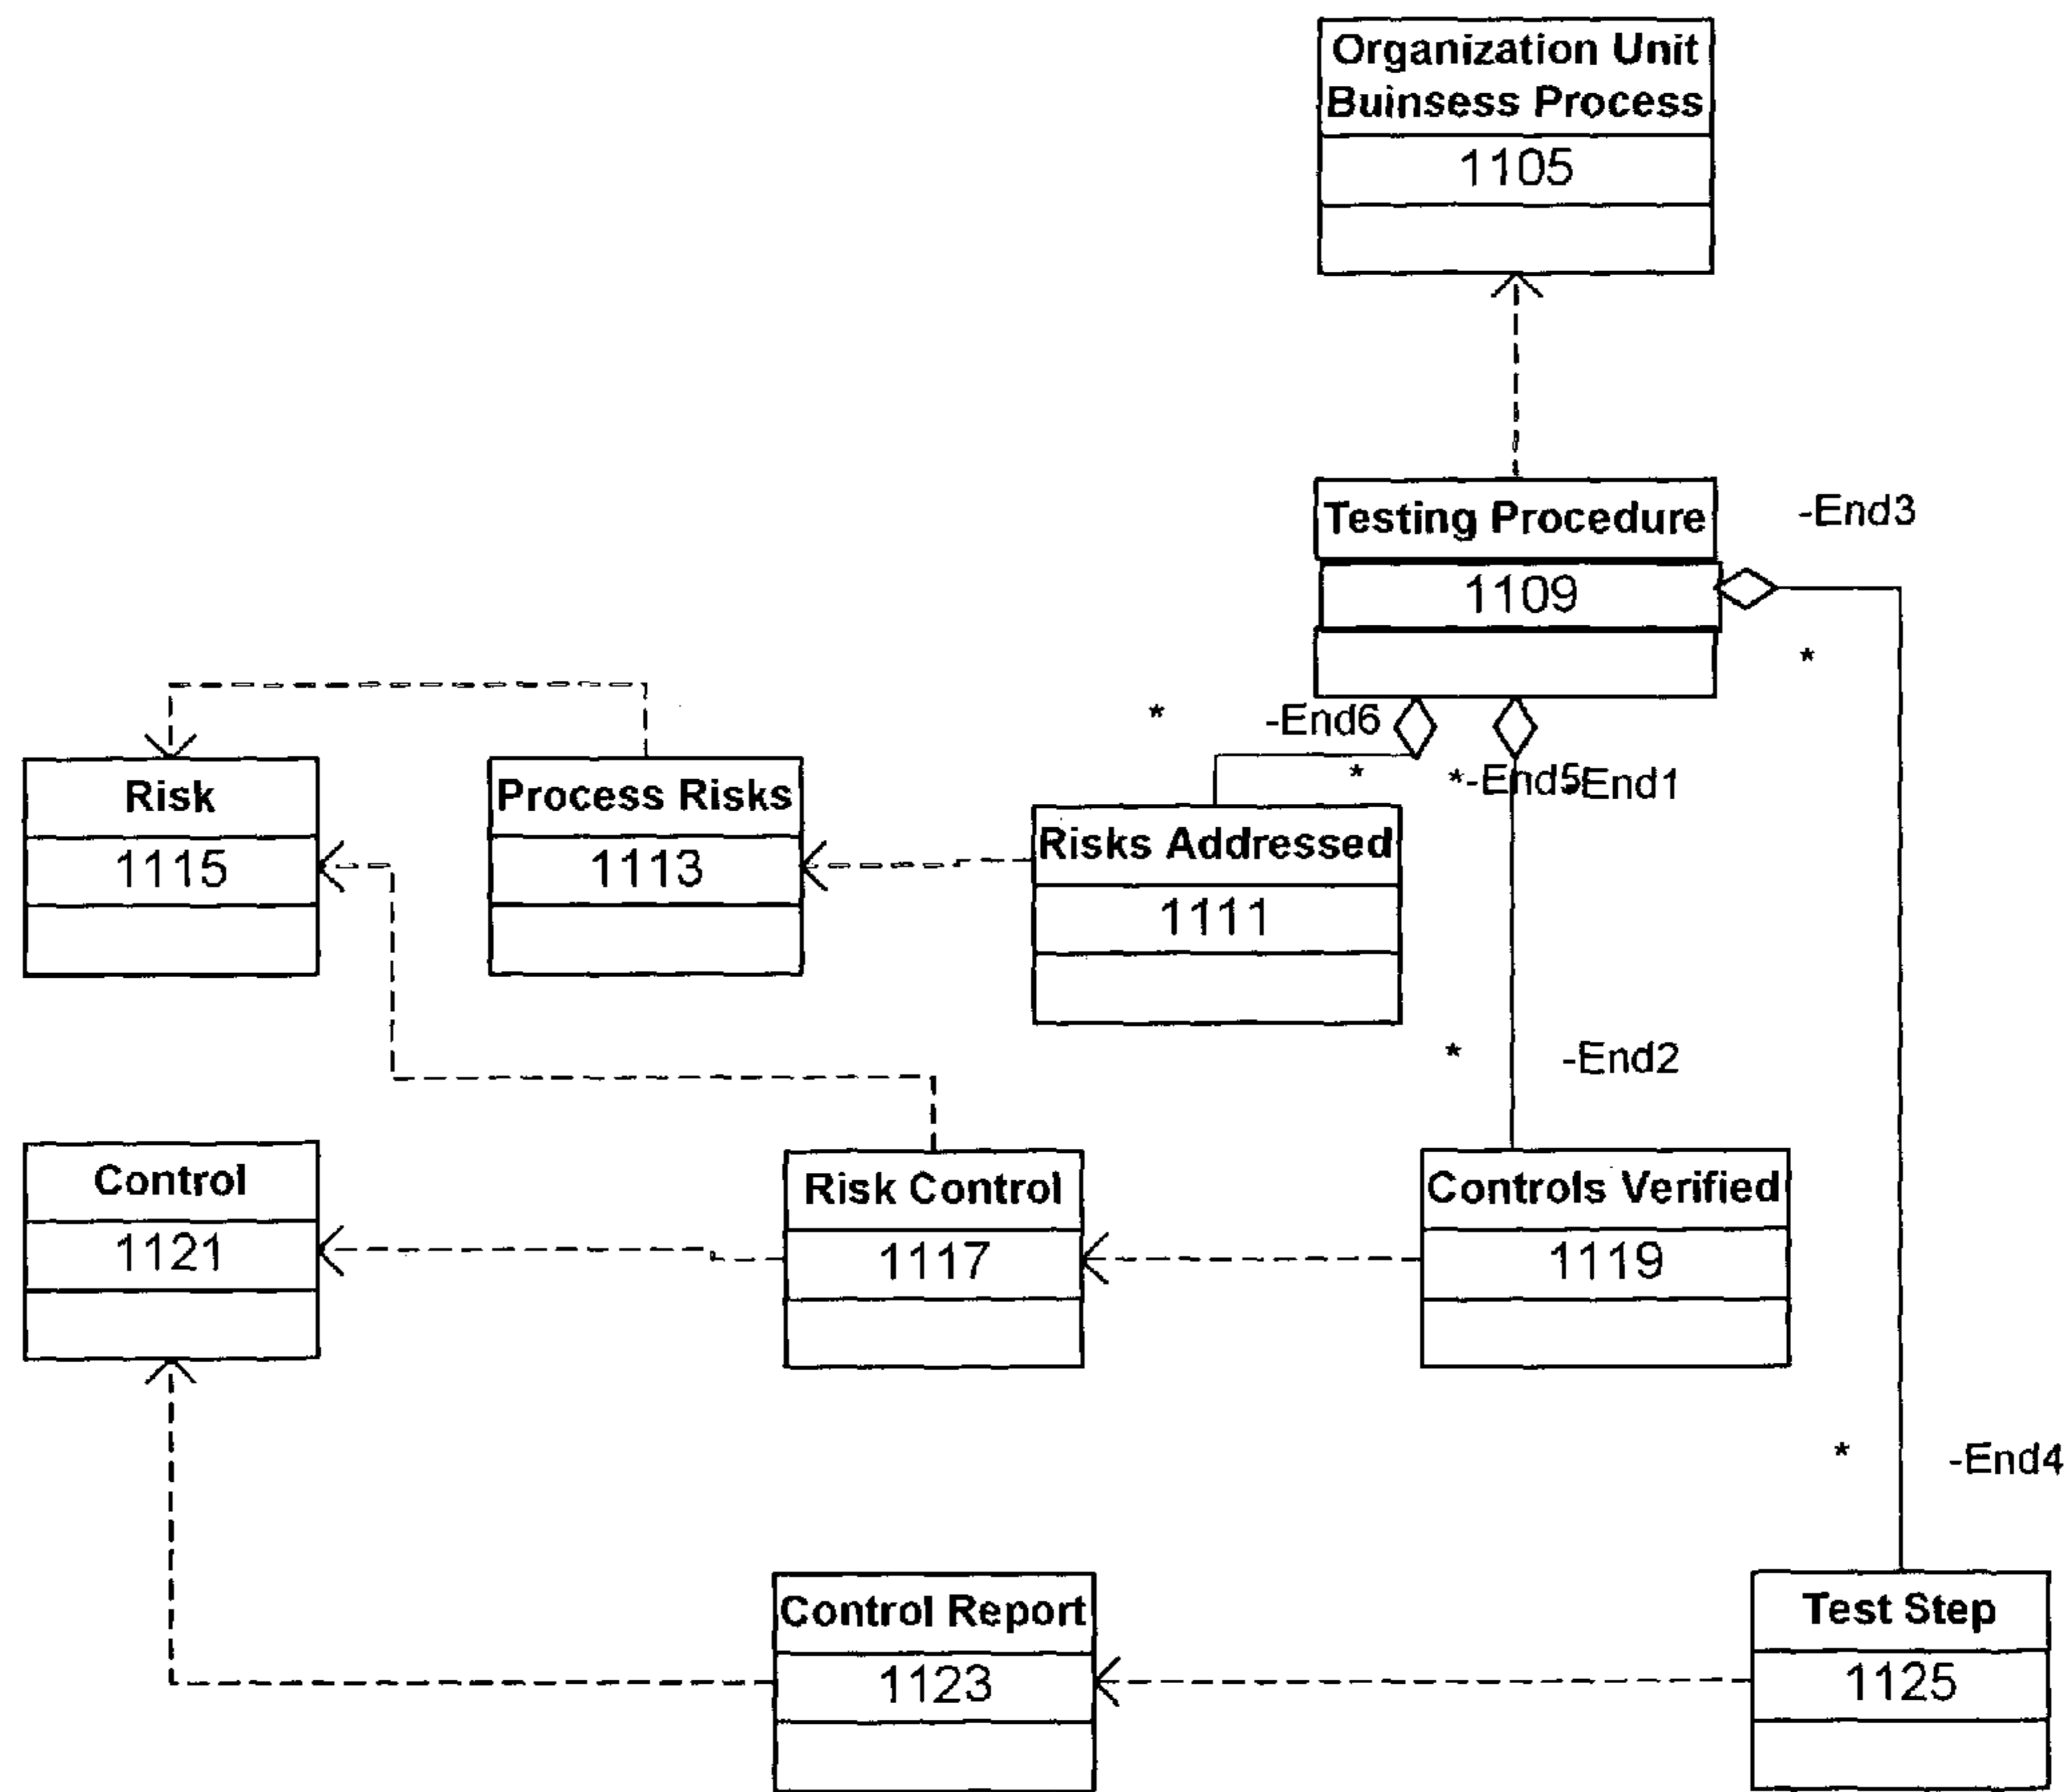 Organization Unit
Buinsess Process
1105
Testing Procedure
-End3
1109
*
*
-End6
*
*-End5
-End1
Risk
1115
Process Risks
1113
Risks Addressed
1111
*
-End2
Control
1121
Risk Control
1117
Controls Verified
1119
*
-End4
Control Report
1123
Test Step
1125